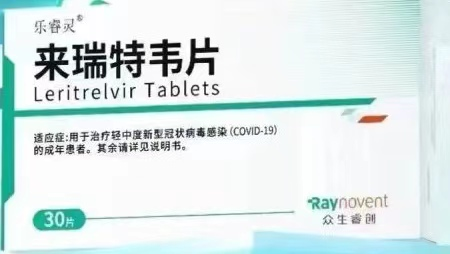 乐睿灵®
来瑞特韦片
Leritrelvir Tablets
适应症:用于治疗轻中度新型冠状病毒感染(COVID-19)
的成年患者。其余请详见说明书。
30片
Raynovent
众生睿创